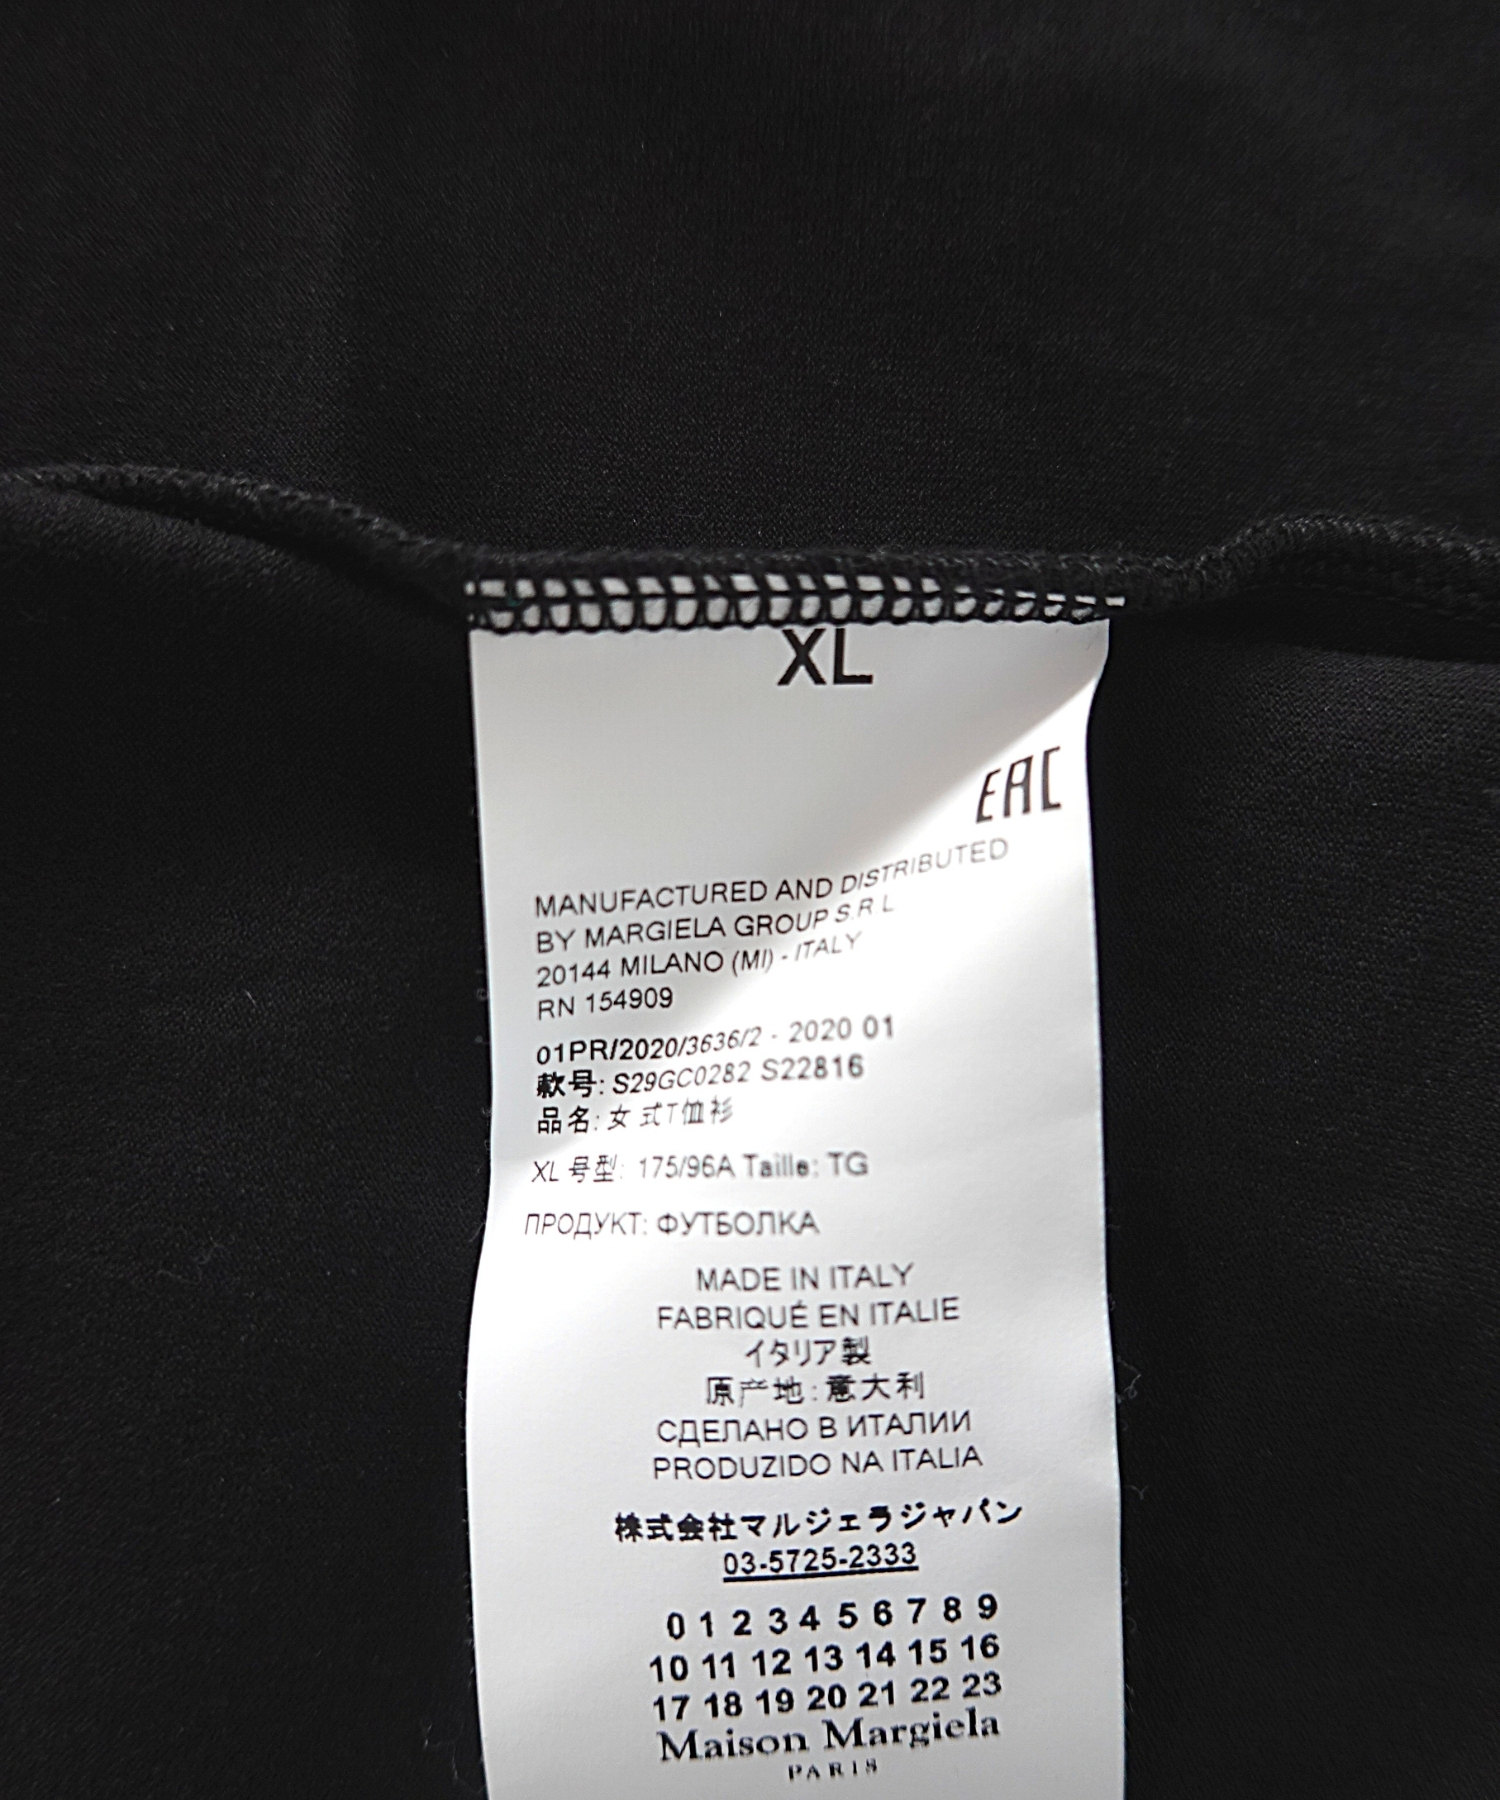 XL
EAC
MANUFACTURED AND DISTRIBUTED
BY MARGIELA GROUP S.R.L
20144 MILANO (MI) - ITALY
RN 154909
01PR/2020/3636/2 - 2020 01
款号: S29GC0282 S22816
品名: 女式T恤衫
XL 号型: 175/96A Taille: TG
ПРОДУКТ: ФУТБОЛКА
MADE IN ITALY
FABRIQUÉ EN ITALIE
イタリア製
原产地: 意大利
СДЕЛАНО В ИТАЛИИ
PRODUZIDO NA ITALIA
株式会社マルジェラジャパン
03-5725-2333
0 1 2 3 4 5 6 7 8 9
10 11 12 13 14 15 16
17 18 19 20 21 22 23
Maison Margiela
PARIS